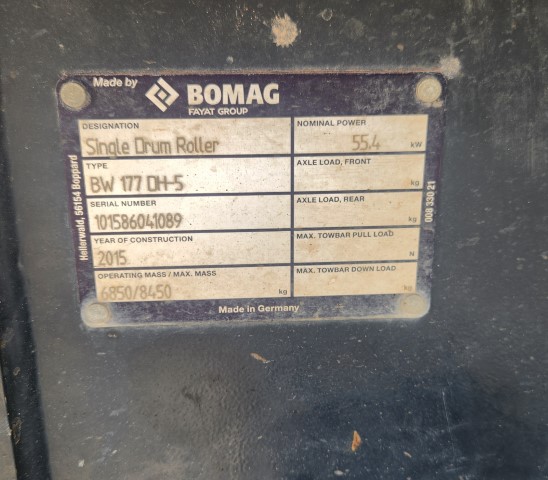 Made by
BOMAG
FAYAT GROUP
DESIGNATION
Single Drum Roller
NOMINAL POWER
55.4 kW
TYPE
BW 177 DH-5
AXLE LOAD, FRONT
kg
SERIAL NUMBER
101586041089
AXLE LOAD, REAR
kg
YEAR OF CONSTRUCTION
2015
MAX. TOWBAR PULL LOAD
N
OPERATING MASS / MAX. MASS
6850/8450 kg
MAX. TOWBAR DOWN LOAD
kg
Made in Germany
Hellerwald, 56154 Boppard
008 330 21